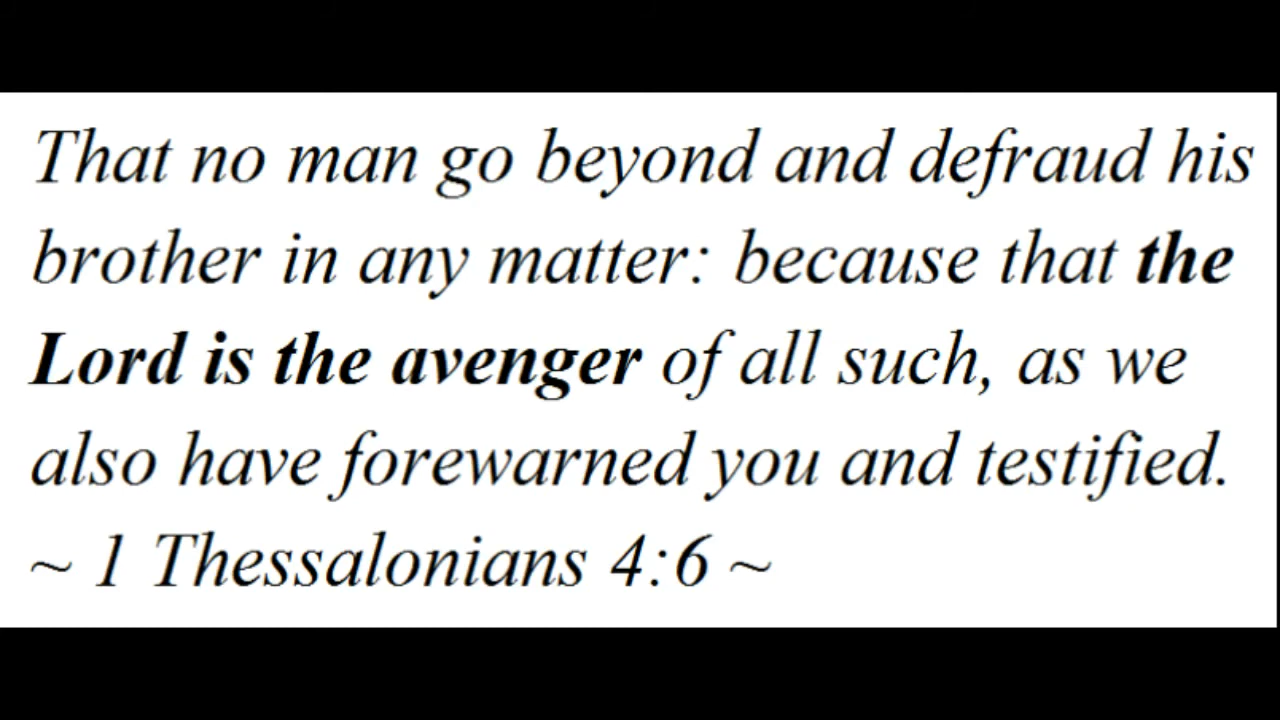 That no man go beyond and defraud his
brother in any matter: because that the
Lord is the avenger of all such, as we
also have forewarned you and testified.
~ 1 Thessalonians 4:6 ~